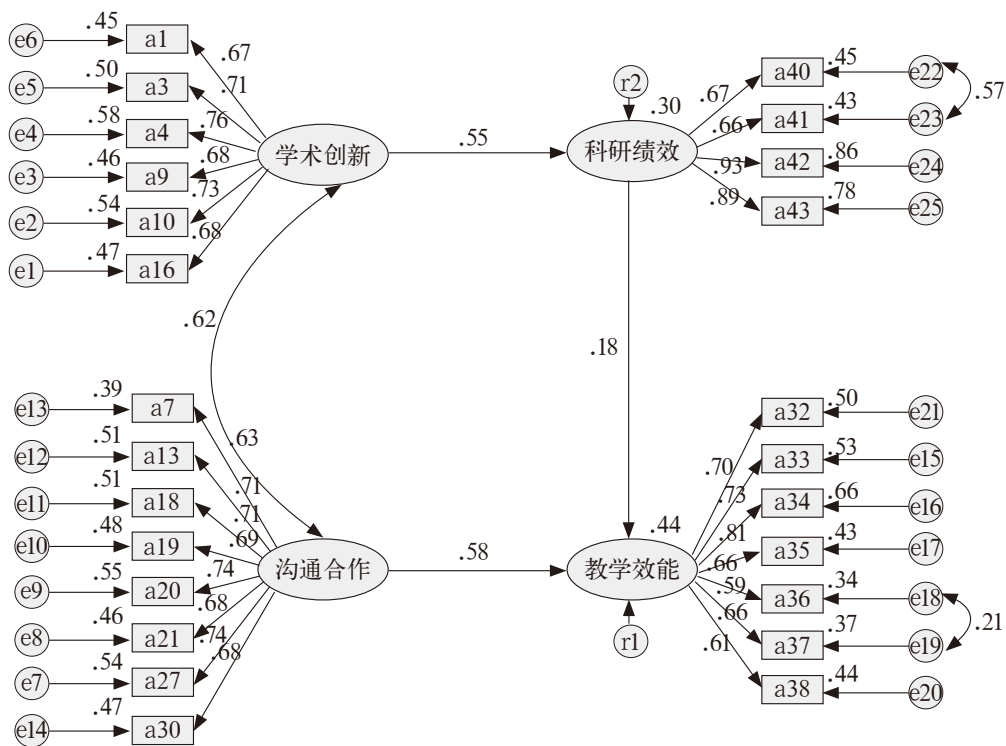 e6 .45 a1 .67
e5 .50 a3 .71
e4 .58 a4 .76
e3 .46 a9 .68
e2 .54 a10 .73
e1 .47 a16 .68
学术创新
.55
r2
.30
科研绩效
.67 a40 .45 e22
.66 a41 .43 e23
.57
.93 a42 .86 e24
.89 a43 .78 e25
.62
.18
e13 .39 a7 .63
e12 .51 a13 .71
e11 .51 a18 .71
e10 .48 a19 .69
e9 .55 a20 .74
e8 .46 a21 .68
e7 .54 a27 .74
e14 .47 a30 .68
沟通合作
.58
.44
教学效能
r1
.70 a32 .50 e21
.73 a33 .53 e15
.81 a34 .66 e16
.66 a35 .43 e17
.59 a36 .34 e18
.66 a37 .37 e19
.21
.61 a38 .44 e20